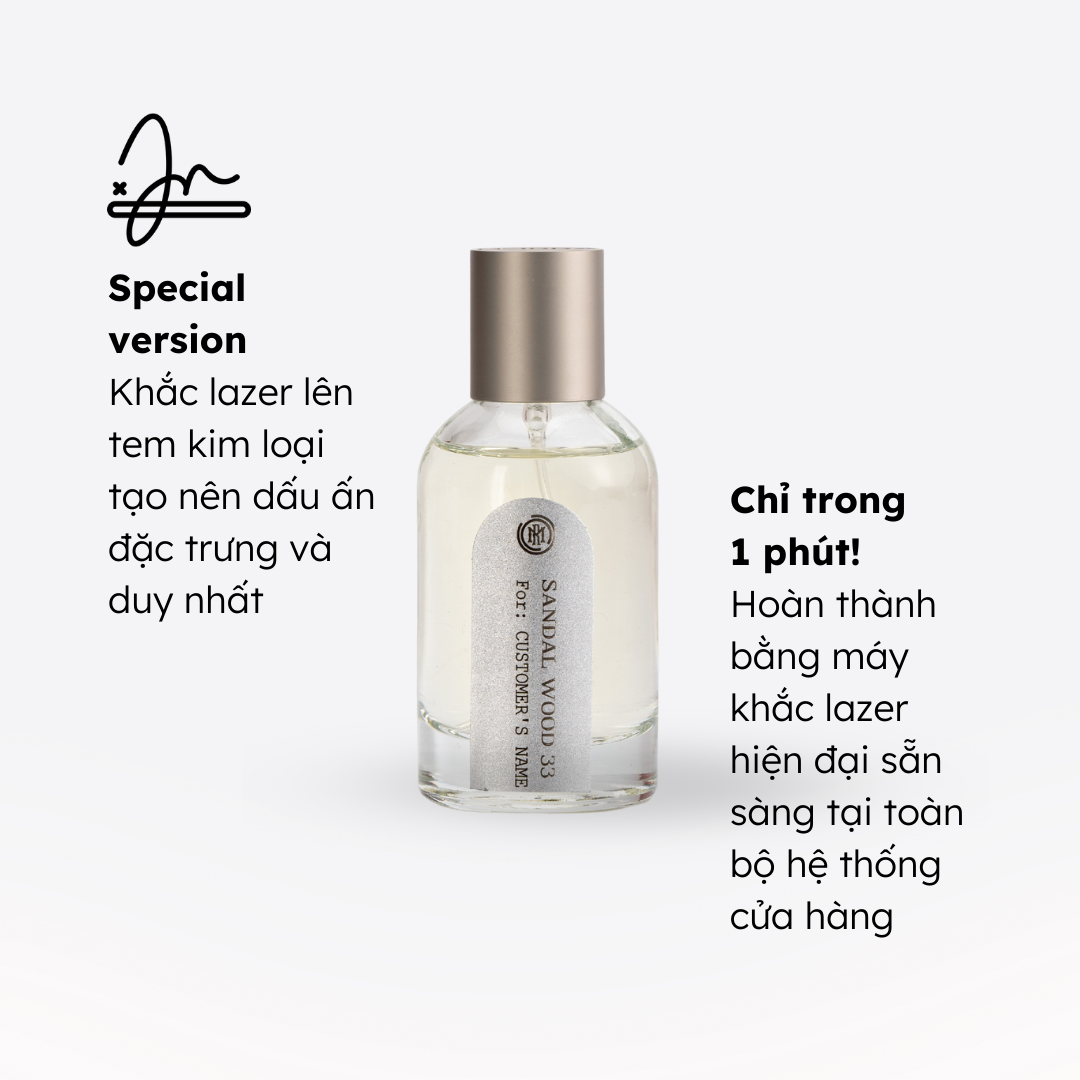 Special
version
Khắc lazer lên
tem kim loại
tạo nên dấu ấn
đặc trưng và
duy nhất
SANDAL WOOD 33
For: CUSTOMER'S NAME
Chỉ trong
1 phút!
Hoàn thành
bằng máy
khắc lazer
hiện đại sẵn
sàng tại toàn
bộ hệ thống
cửa hàng